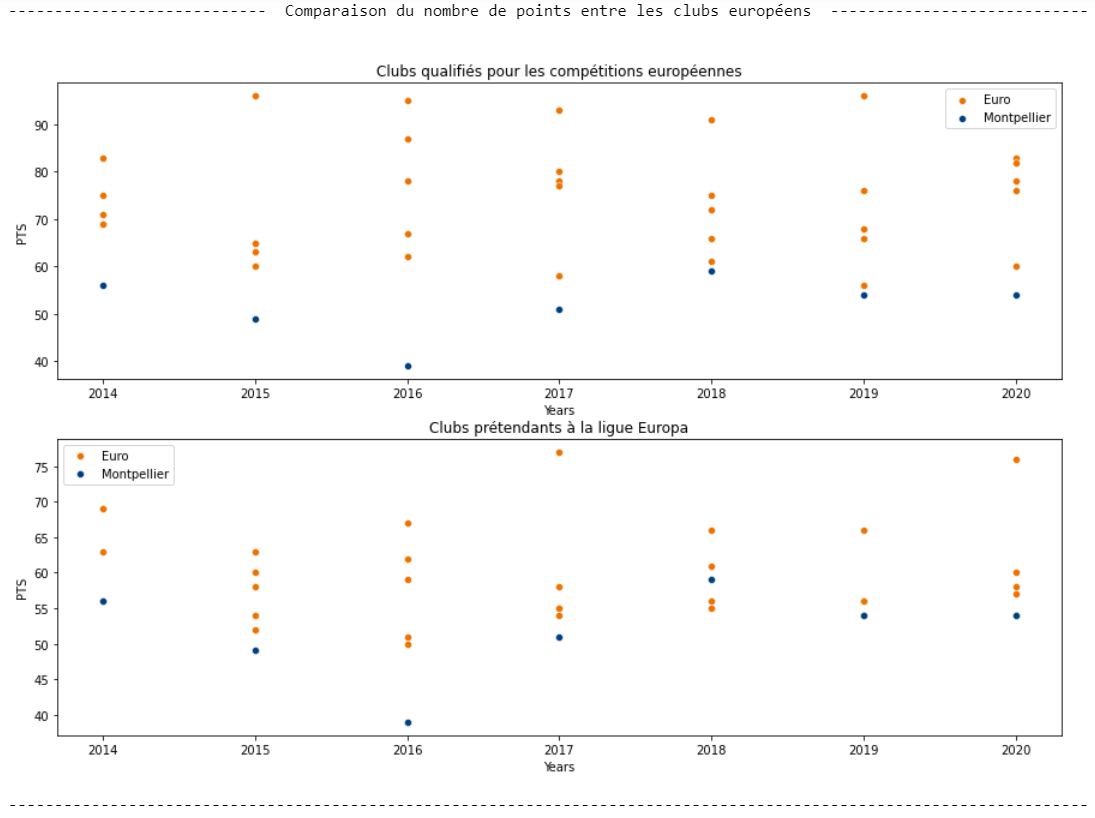 ---------------------------- Comparaison du nombre de points entre les clubs européens ----------------------------
Clubs qualifiés pour les compétitions européennes
Euro
Montpellier
PTS
90
80
70
60
50
40
2014 2015 2016 2017 2018 2019 2020
Years
Clubs prétendants à la ligue Europa
Euro
Montpellier
PTS
75
70
65
60
55
50
45
40
2014 2015 2016 2017 2018 2019 2020
Years